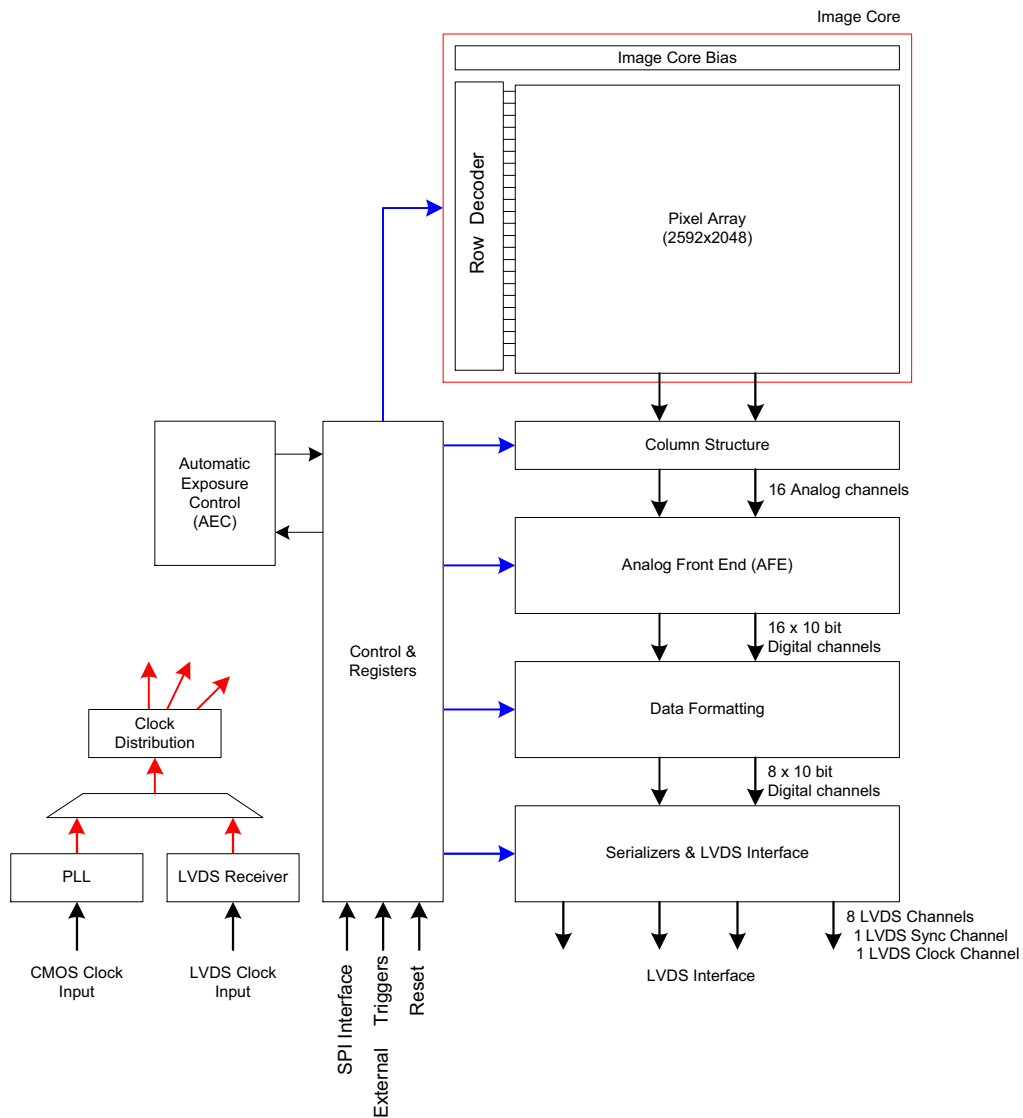 Image Core
Image Core Bias
Row Decoder
Pixel Array
(2592x2048)
Automatic
Exposure
Control
(AEC)
Column Structure
16 Analog channels
Analog Front End (AFE)
16 x 10 bit
Digital channels
Control &
Registers
Data Formatting
Clock
Distribution
8 x 10 bit
Digital channels
PLL
LVDS Receiver
Serializers & LVDS Interface
8 LVDS Channels
1 LVDS Sync Channel
1 LVDS Clock Channel
CMOS Clock
Input
LVDS Clock
Input
SPI Interface
External Triggers
Reset
LVDS Interface